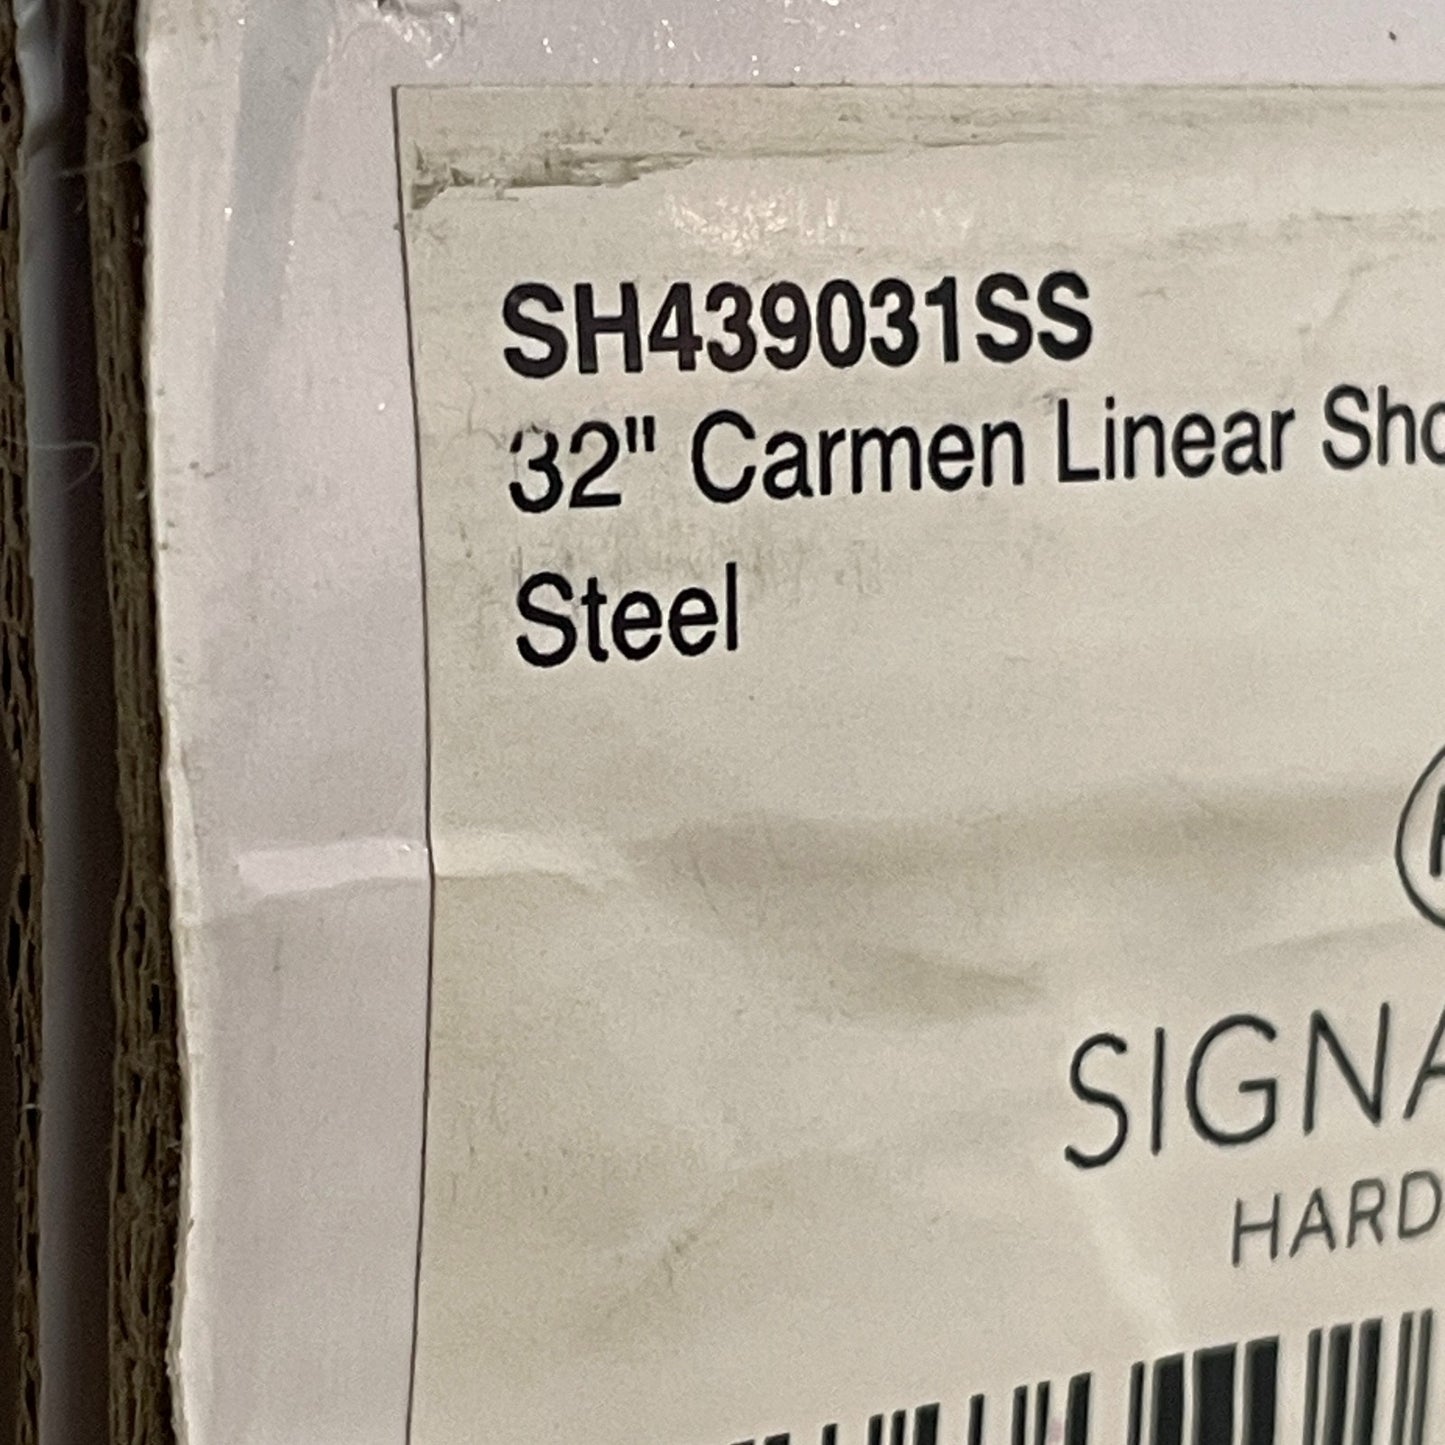 SH439031SS
32" Carmen Linear Sho
Steel
SIGNA
HARD